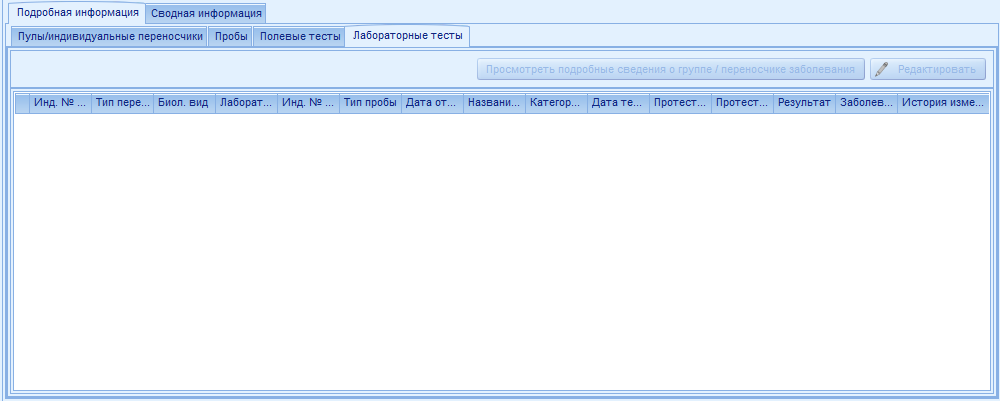 Подробная информация Сводная информация
Пулы/индивидуальные переносчики Пробы Полевые тесты Лабораторные тесты
Просмотреть подробные сведения о группе / переносчике заболевания Редактировать
Инд. № ... Тип пере... Биол. вид Лаборат... Инд. № ... Тип пробы Дата от... Названи... Категор... Дата те... Протест... Протест... Результат Заболев... История изме...